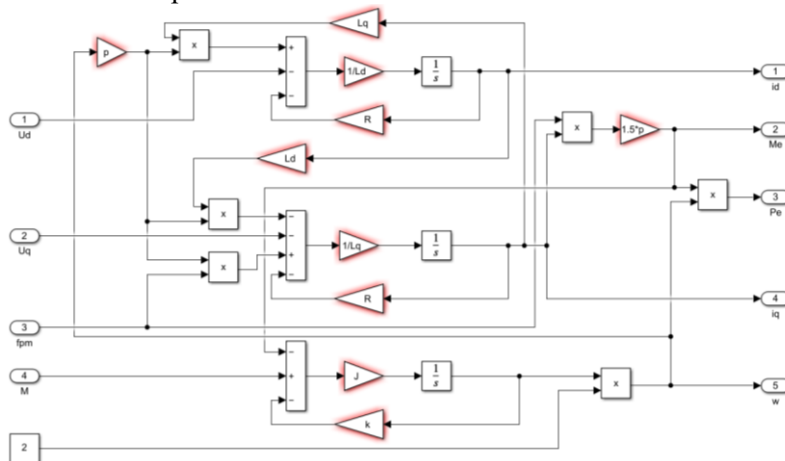 Lq
p
x
+
−
−
1/Ld
1
s
1
id
R
1
Ud
x
1.5*p
2
Me
Ld
x
3
Pe
x
−
−
+
−
1/Lq
1
s
2
Uq
x
R
4
iq
3
fpm
−
+
−
J
1
s
4
M
x
5
w
k
2